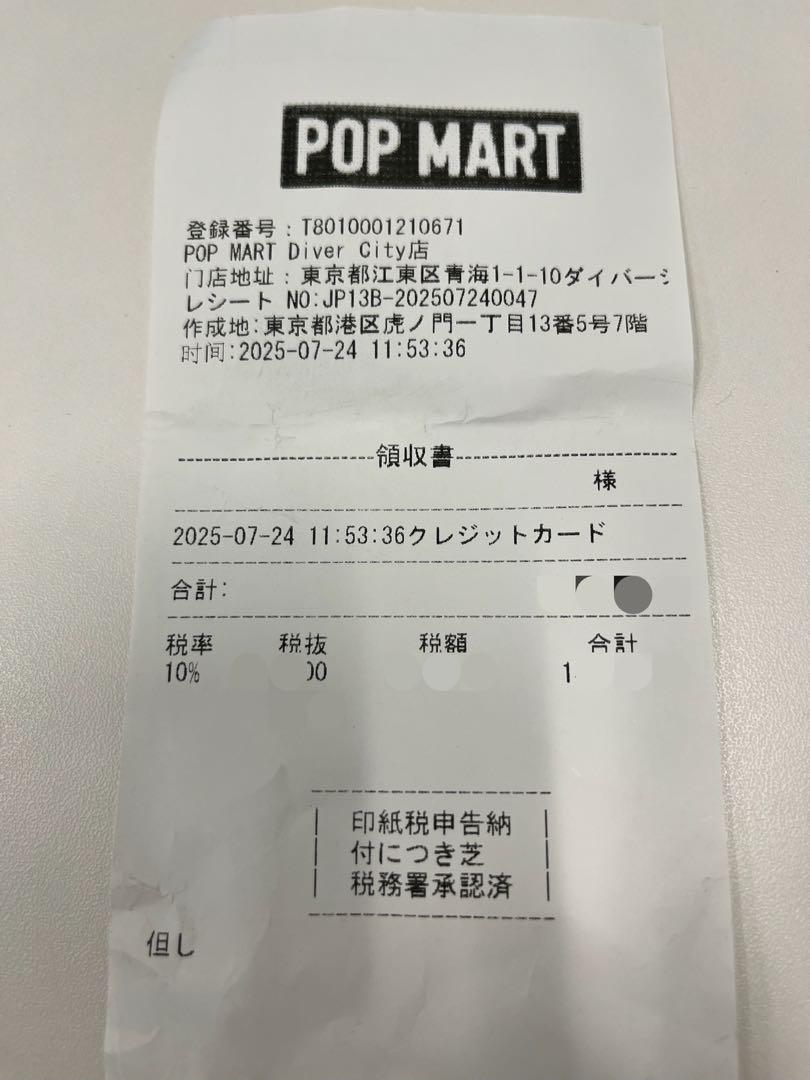 POP MART
登録番号：T8010001210671
POP MART Diver City店
门店地址：東京都江東区青海1-1-10ダイバーシ
レシート NO:JP13B-202507240047
作成地:東京都港区虎ノ門一丁目13番5号7階
时间:2025-07-24 11:53:36
領収書
様
2025-07-24 11:53:36クレジットカード
合計:
税率 税抜 税額 合計
10% 00 1
印紙税申告納
付につき芝
税務署承認済
但し